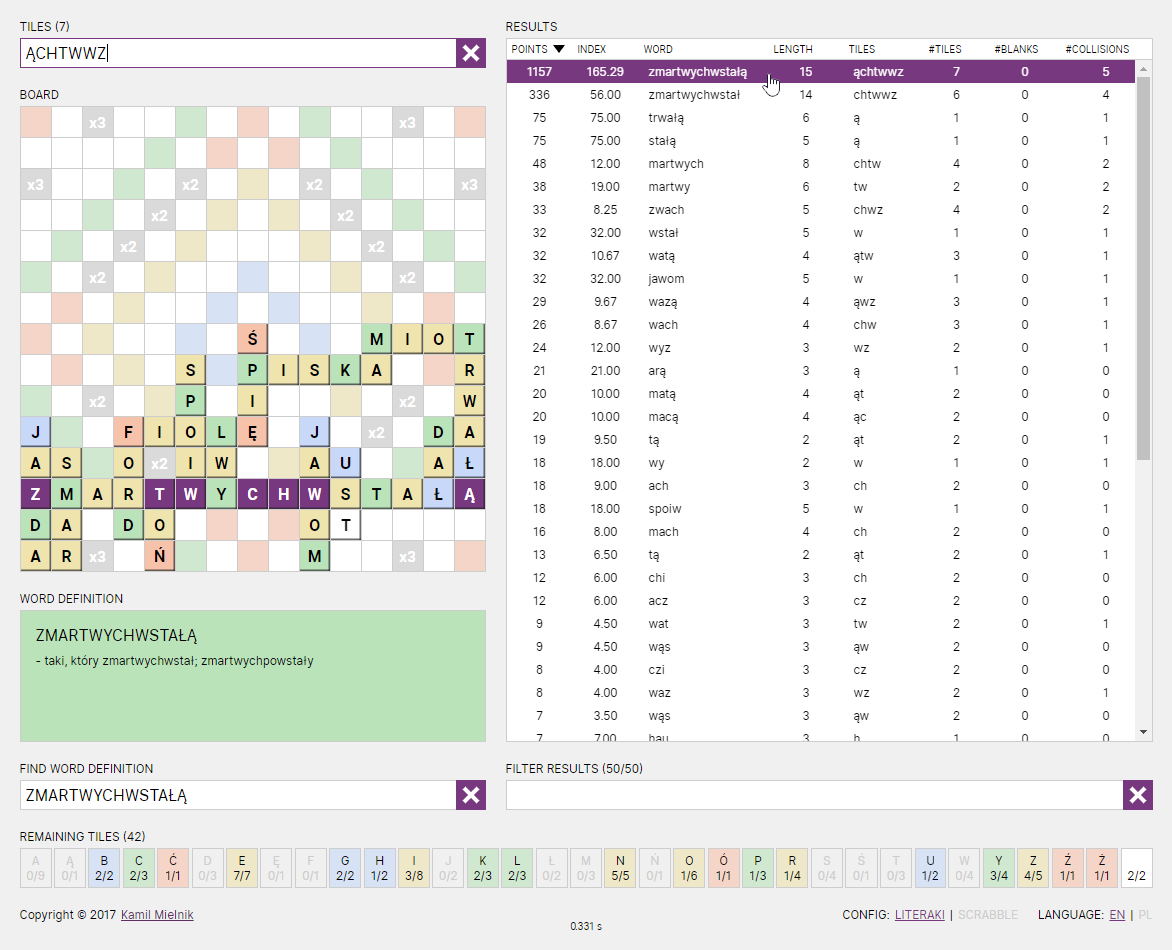 TILES (7)
ĄCHTWWZ
BOARD
x3 x3
x3 x2 x2 x3
x2 x2
x2 x2
x2 x2
Ś M I O T
S P I S K A R
x2 P I x2 W
J F I O L Ę J x2 D A
A S O x2 I W A U A Ł
Z M A R T W Y C H W S T A Ł Ą
D A D O O T
A R x3 Ń M x3
WORD DEFINITION
ZMARTWYCHWSTAŁĄ
- taki, który zmartwychwstał; zmartwychpowstały
FIND WORD DEFINITION
ZMARTWYCHWSTAŁĄ
RESULTS
POINTS ▼ INDEX WORD LENGTH TILES #TILES #BLANKS #COLLISIONS
1157 165.29 zmartwychwstałą 15 ąchtwwz 7 0 5
336 56.00 zmartwychwstał 14 chtwwz 6 0 4
75 75.00 trwałą 6 ą 1 0 1
75 75.00 stałą 5 ą 1 0 1
48 12.00 martwych 8 chtw 4 0 2
38 19.00 martwy 6 tw 2 0 2
33 8.25 zwach 5 chwz 4 0 2
32 32.00 wstał 5 w 1 0 1
32 10.67 watą 4 ątw 3 0 1
32 32.00 jawom 5 w 1 0 1
29 9.67 wazą 4 ąwz 3 0 1
26 8.67 wach 4 chw 3 0 1
24 12.00 wyz 3 wz 2 0 1
21 21.00 arą 3 ą 1 0 0
20 10.00 matą 4 ąt 2 0 0
20 10.00 macą 4 ąc 2 0 0
19 9.50 tą 2 ąt 2 0 1
18 18.00 wy 2 w 1 0 1
18 9.00 ach 3 ch 2 0 0
18 18.00 spoiw 5 w 1 0 1
16 8.00 mach 4 ch 2 0 0
13 6.50 tą 2 ąt 2 0 1
12 6.00 chi 3 ch 2 0 0
12 6.00 acz 3 cz 2 0 0
9 4.50 wat 3 tw 2 0 1
9 4.50 wąs 3 ąw 2 0 0
8 4.00 czi 3 cz 2 0 0
8 4.00 waz 3 wz 2 0 1
7 3.50 wąs 3 ąw 2 0 0
7 7.00 hau 3 h 1 0 0
FILTER RESULTS (50/50)
REMAINING TILES (42)
A Ą B C Ć D E Ę F G H I J K L Ł M N Ń O Ó P R S Ś T U W Y Z Ź Ż
0/9 0/1 2/2 2/3 1/1 0/3 7/7 0/1 0/1 2/2 1/2 3/8 0/2 2/3 2/3 0/2 0/3 5/5 0/1 1/6 1/1 1/3 1/4 0/4 0/1 0/3 1/2 0/4 3/4 4/5 1/1 1/1 2/2
Copyright © 2017 Kamil Mielnik
0.331 s
CONFIG: LITERAKI | SCRABBLE LANGUAGE: EN | PL